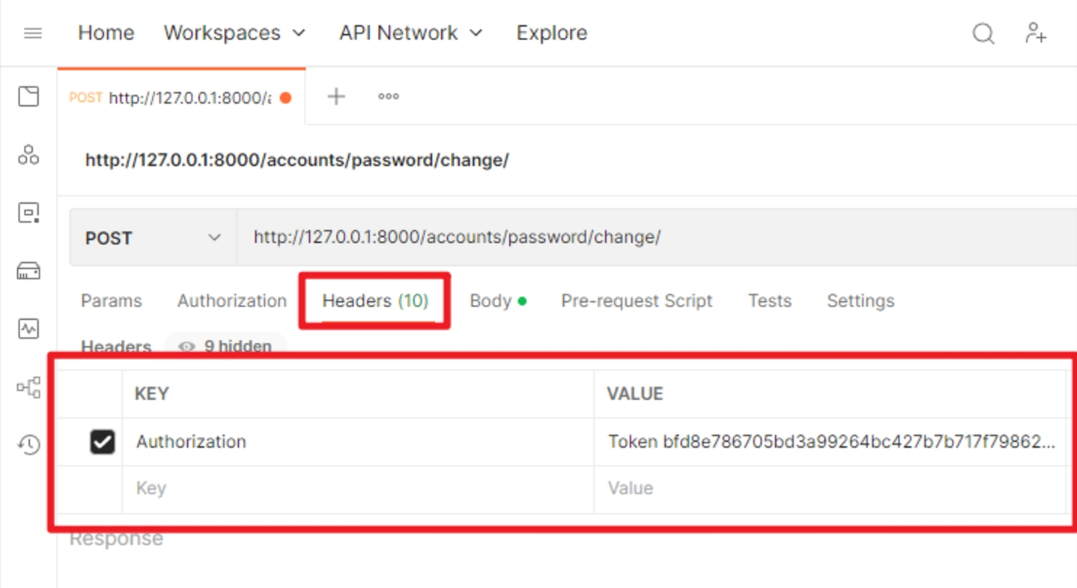 Home Workspaces API Network Explore
POST http://127.0.0.1:8000/a
http://127.0.0.1:8000/accounts/password/change/
POST http://127.0.0.1:8000/accounts/password/change/
Params Authorization Headers (10) Body Pre-request Script Tests Settings
Headers 9 hidden
KEY VALUE
Authorization Token bfd8e786705bd3a99264bc427b7b717f79862...
Key Value
Response